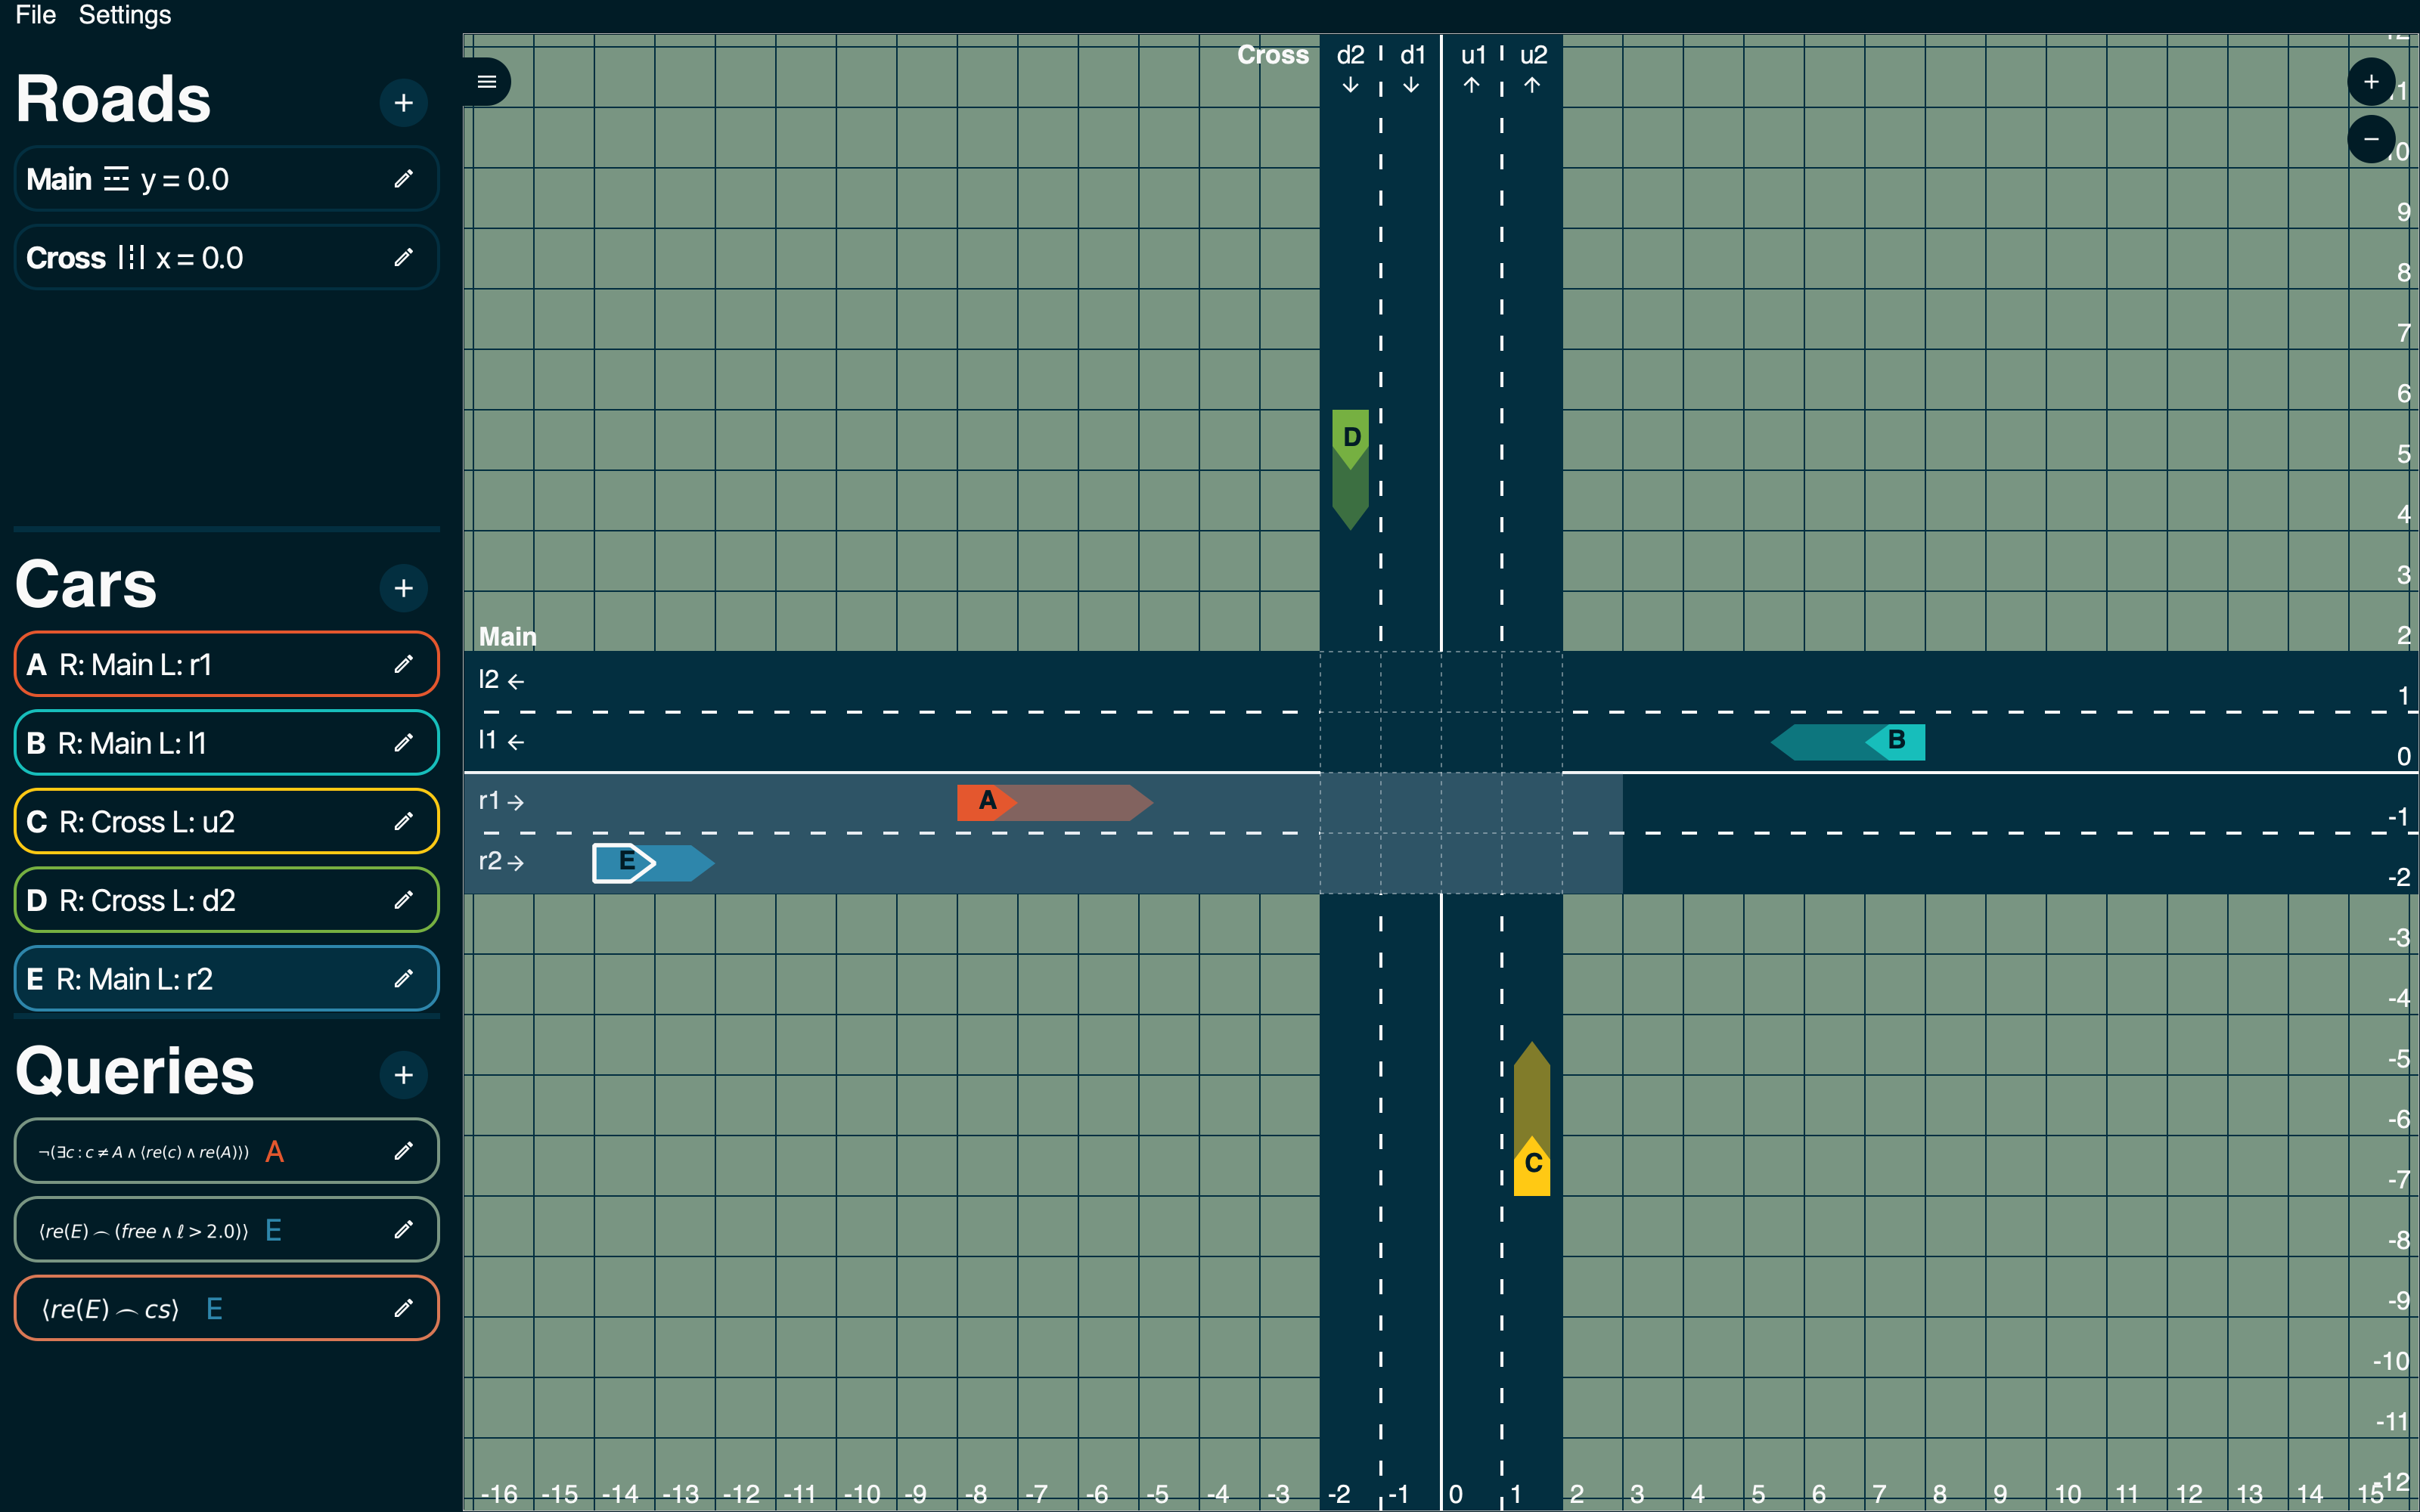 File Settings
Roads
+
Main y = 0.0
Cross x = 0.0
Cars
+
A R: Main L: r1
B R: Main L: l1
C R: Cross L: u2
D R: Cross L: d2
E R: Main L: r2
Queries
+
¬(∃c : c ≠ A ∧ ⟨re(c) ∧ re(A)⟩) A
⟨re(E) ⌢ (free ∧ ℓ > 2.0)⟩ E
⟨re(E) ⌢ cs⟩ E
Cross d2 d1 u1 u2
↓ ↓ ↑ ↑
+
−
9
8
7
6
D
5
4
3
Main
2
l2 ←
1
l1 ←
B
0
r1 →
A
-1
r2 →
E
-2
-3
-4
-5
-6
C
-7
-8
-9
-10
-11
-12
-16 -15 -14 -13 -12 -11 -10 -9 -8 -7 -6 -5 -4 -3 -2 -1 0 1 2 3 4 5 6 7 8 9 10 11 12 13 14 15